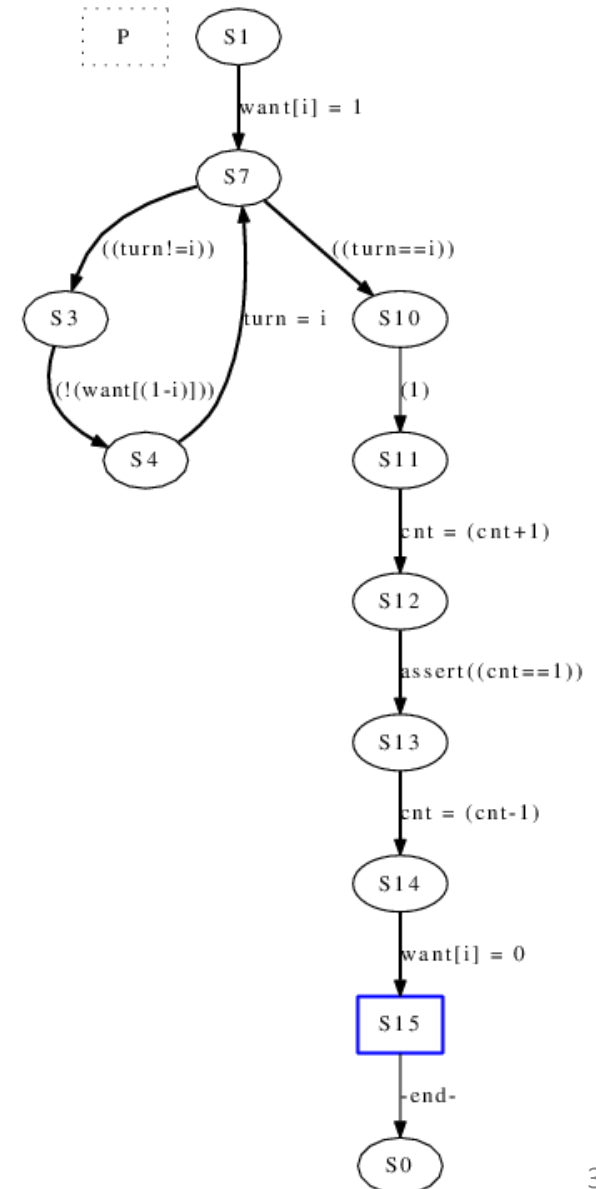 P
S1
want[i] = 1
S7
((turn!=i))
((turn==i))
S3
turn = i
S10
(!(want[(1-i)]))
(1)
S4
S11
cnt = (cnt+1)
S12
assert((cnt==1))
S13
cnt = (cnt-1)
S14
want[i] = 0
S15
-end-
S0
3